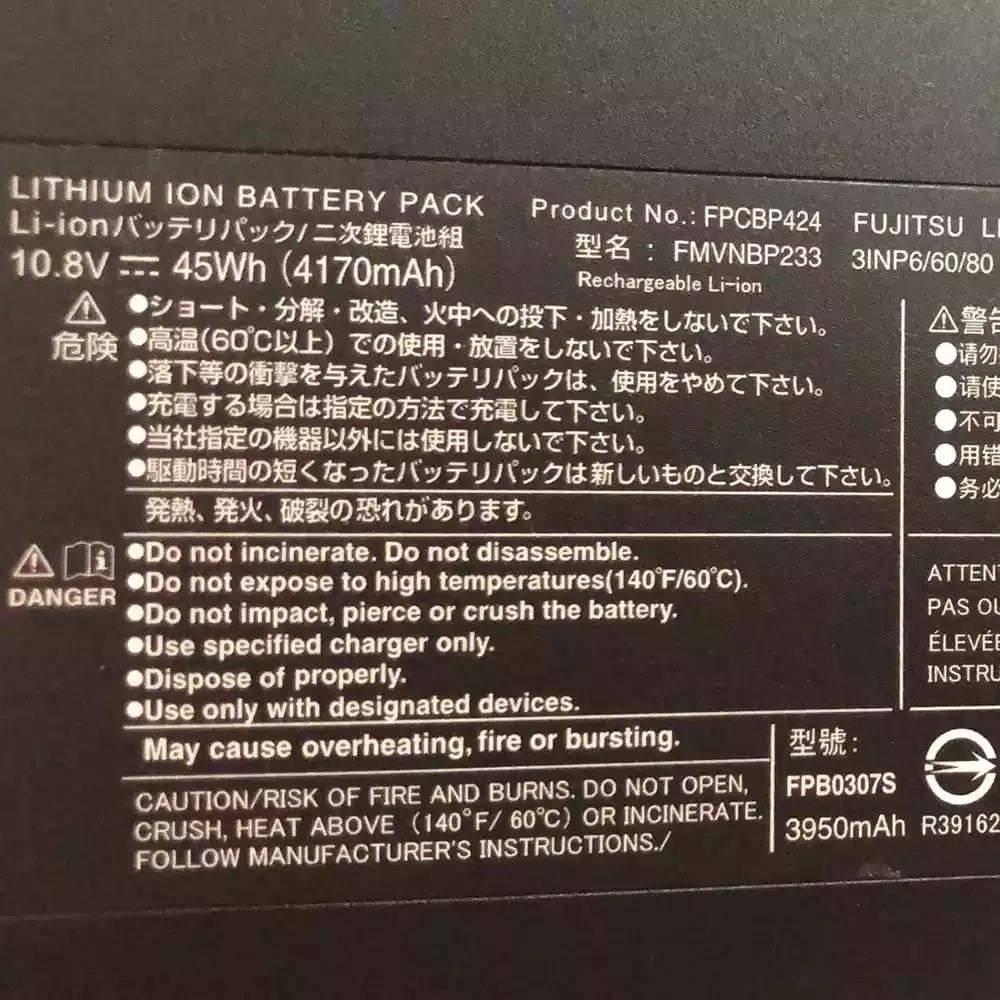 LITHIUM ION BATTERY PACK
Li-ionバッテリパック/二次鋰電池組
10.8V ⎓ 45Wh (4170mAh)
Product No.: FPCBP424
型名 : FMVNBP233
Rechargeable Li-ion
FUJITSU
3INP6/60/80
危険
●ショート・分解・改造、火中への投下・加熱をしないで下さい。
●高温(60℃以上)での使用・放置をしないで下さい。
●落下等の衝撃を与えたバッテリパックは、使用をやめて下さい。
●充電する場合は指定の方法で充電して下さい。
●当社指定の機器以外には使用しないで下さい。
●駆動時間の短くなったバッテリパックは新しいものと交換して下さい。
発熱、発火、破裂の恐れがあります。
DANGER
●Do not incinerate. Do not disassemble.
●Do not expose to high temperatures(140°F/60℃).
●Do not impact, pierce or crush the battery.
●Use specified charger only.
●Dispose of properly.
●Use only with designated devices.
May cause overheating, fire or bursting.
CAUTION/RISK OF FIRE AND BURNS. DO NOT OPEN,
CRUSH, HEAT ABOVE (140°F/ 60℃) OR INCINERATE.
FOLLOW MANUFACTURER'S INSTRUCTIONS./
警告
●请勿
●请使
●不可
●用错
●务必
PAS
型號:
FPB0307S
3950mAh
R39162